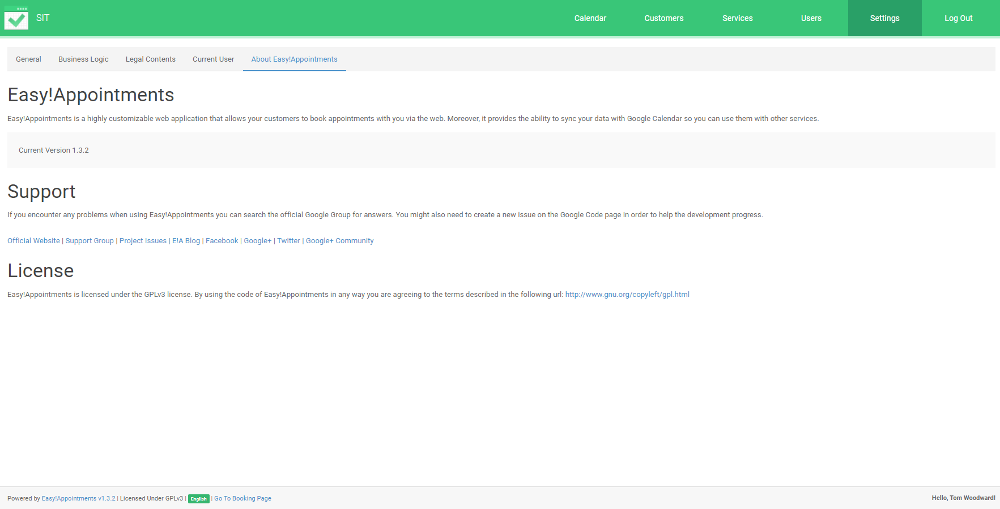 SIT
Calendar
Customers
Services
Users
Settings
Log Out
General
Business Logic
Legal Contents
Current User
About Easy!Appointments
Easy!Appointments
Easy!Appointments is a highly customizable web application that allows your customers to book appointments with you via the web. Moreover, it provides the ability to sync your data with Google Calendar so you can use them with other services.
Current Version 1.3.2
Support
If you encounter any problems when using Easy!Appointments you can search the official Google Group for answers. You might also need to create a new issue on the Google Code page in order to help the development progress.
Official Website | Support Group | Project Issues | E!A Blog | Facebook | Google+ | Twitter | Google+ Community
License
Easy!Appointments is licensed under the GPLv3 license. By using the code of Easy!Appointments in any way you are agreeing to the terms described in the following url: http://www.gnu.org/copyleft/gpl.html
Powered by Easy!Appointments v1.3.2 | Licensed Under GPLv3 | English | Go To Booking Page
Hello, Tom Woodward!